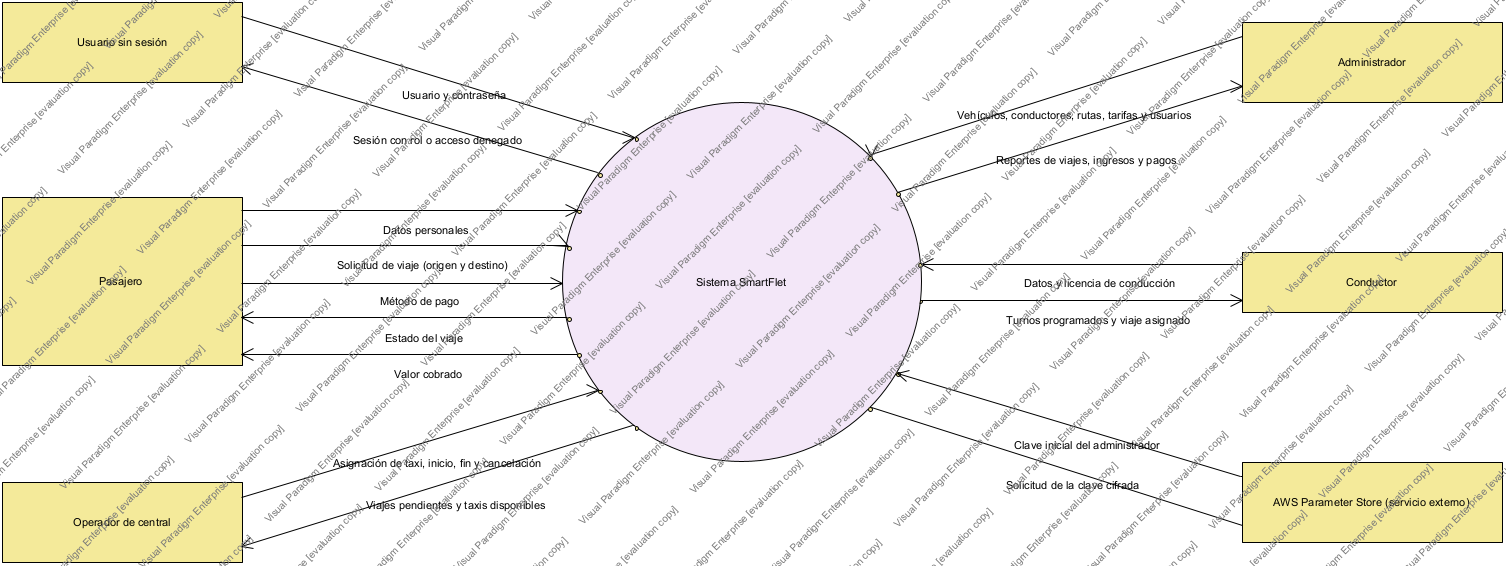 Usuario sin sesión
Administrador
Usuario y contraseña
Vehículos, conductores, rutas, tarifas y usuarios
Sesión con rol o acceso denegado
Reportes de viajes, ingresos y pagos
Datos personales
Solicitud de viaje (origen y destino)
Pasajero
Sistema SmartFlet
Conductor
Datos y licencia de conducción
Método de pago
Turnos programados y viaje asignado
Estado del viaje
Valor cobrado
Clave inicial del administrador
Asignación de taxi, inicio, fin y cancelación
Solicitud de la clave cifrada
Viajes pendientes y taxis disponibles
AWS Parameter Store (servicio externo)
Operador de central
Visual Paradigm Enterprise [evaluation copy]